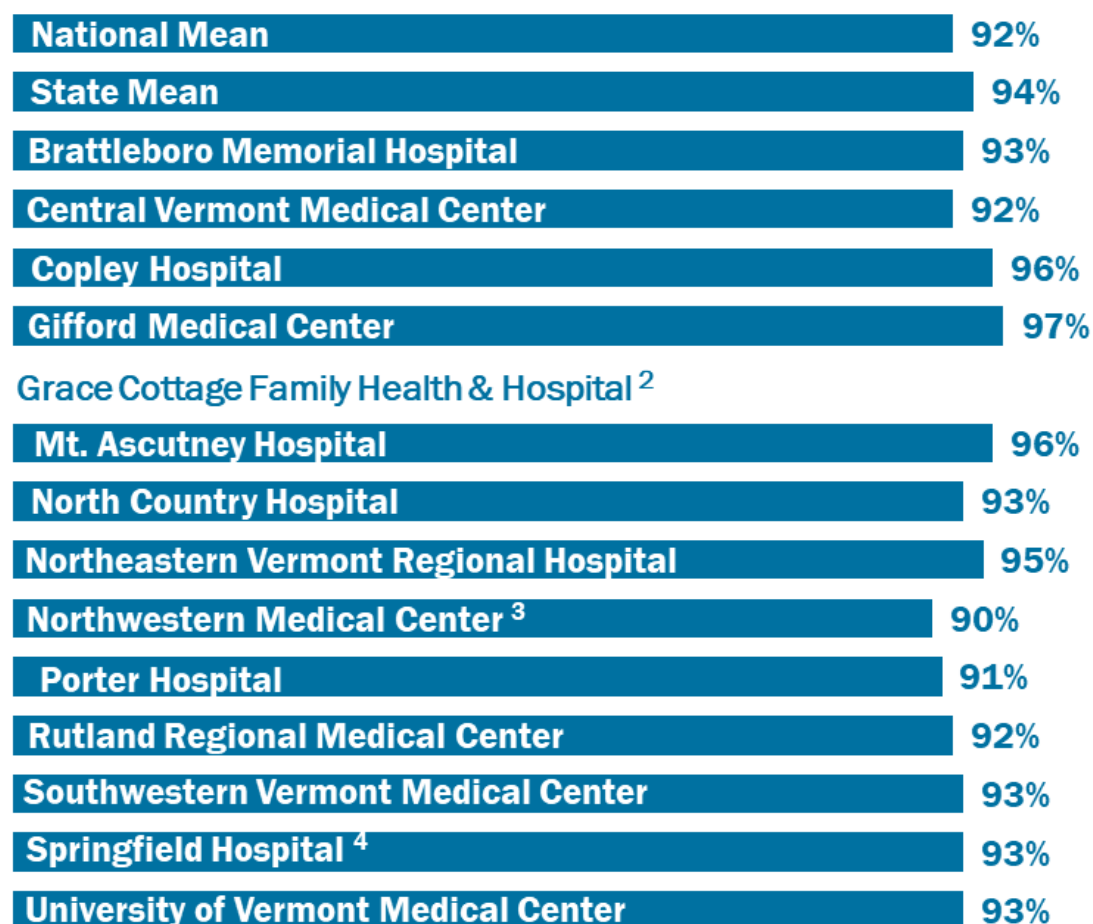 National Mean 92%
State Mean 94%
Brattleboro Memorial Hospital 93%
Central Vermont Medical Center 92%
Copley Hospital 96%
Gifford Medical Center 97%
Grace Cottage Family Health & Hospital 2
Mt. Ascutney Hospital 96%
North Country Hospital 93%
Northeastern Vermont Regional Hospital 95%
Northwestern Medical Center 3 90%
Porter Hospital 91%
Rutland Regional Medical Center 92%
Southwestern Vermont Medical Center 93%
Springfield Hospital 4 93%
University of Vermont Medical Center 93%